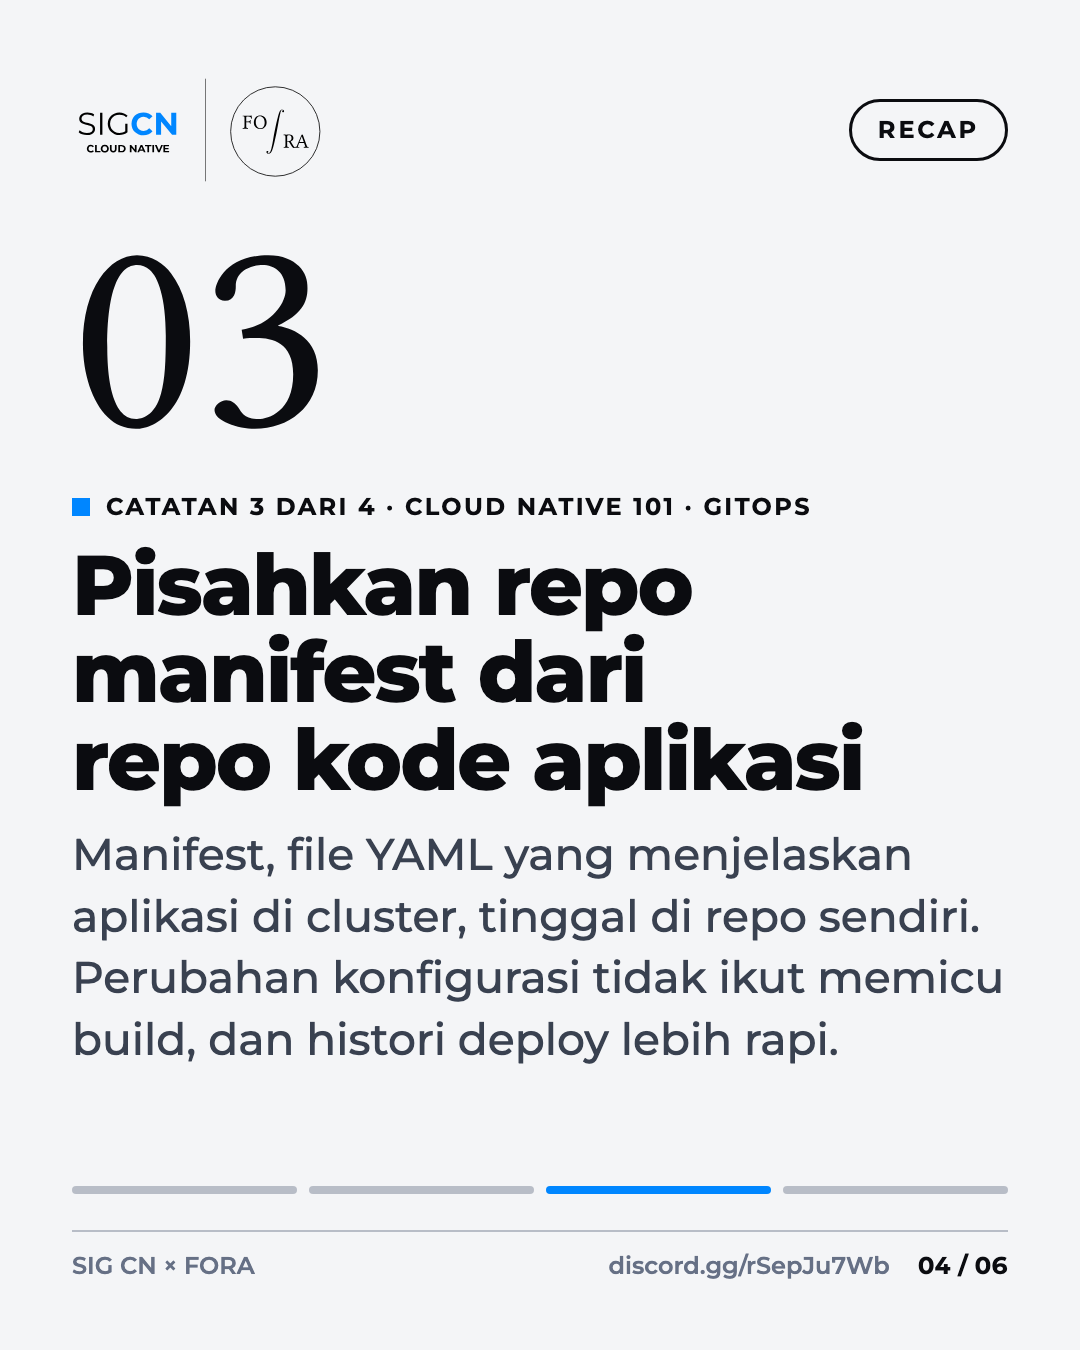 SIGCN
CLOUD NATIVE
FO
RA
RECAP
03
CATATAN 3 DARI 4 · CLOUD NATIVE 101 · GITOPS
Pisahkan repo
manifest dari
repo kode aplikasi
Manifest, file YAML yang menjelaskan
aplikasi di cluster, tinggal di repo sendiri.
Perubahan konfigurasi tidak ikut memicu
build, dan histori deploy lebih rapi.
SIG CN × FORA
discord.gg/rSepJu7Wb
04 / 06